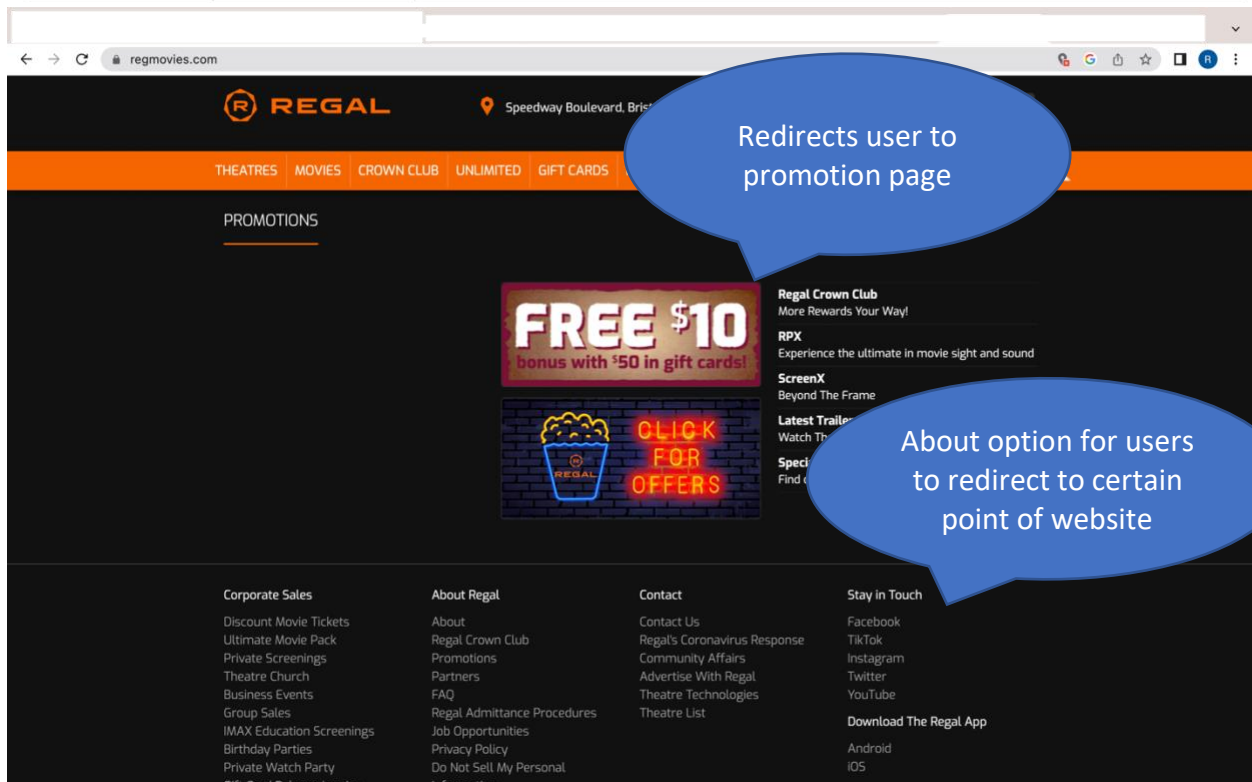 regmovies.com
R
R REGAL
Speedway Boulevard,
Redirects user to
promotion page
THEATRES MOVIES CROWN CLUB UNLIMITED GIFT CARDS
PROMOTIONS
FREE $10
bonus with $50 in gift cards!
Regal Crown Club
More Rewards Your Way!
RPX
Experience the ultimate in movie sight and sound
ScreenX
Beyond The Frame
Latest
Watch
CLICK
FOR
OFFERS
R
REGAL
Find
About option for users
to redirect to certain
point of website
Corporate Sales
Discount Movie Tickets
Ultimate Movie Pack
Private Screenings
Theatre Church
Business Events
Group Sales
IMAX Education Screenings
Birthday Parties
Private Watch Party
About Regal
About
Regal Crown Club
Promotions
Partners
FAQ
Regal Admittance Procedures
Job Opportunities
Privacy Policy
Do Not Sell My Personal
Contact
Contact Us
Regal's Coronavirus Response
Community Affairs
Advertise With Regal
Theatre Technologies
Theatre List
Stay in Touch
Facebook
TikTok
Instagram
Twitter
YouTube
Download The Regal App
Android
iOS